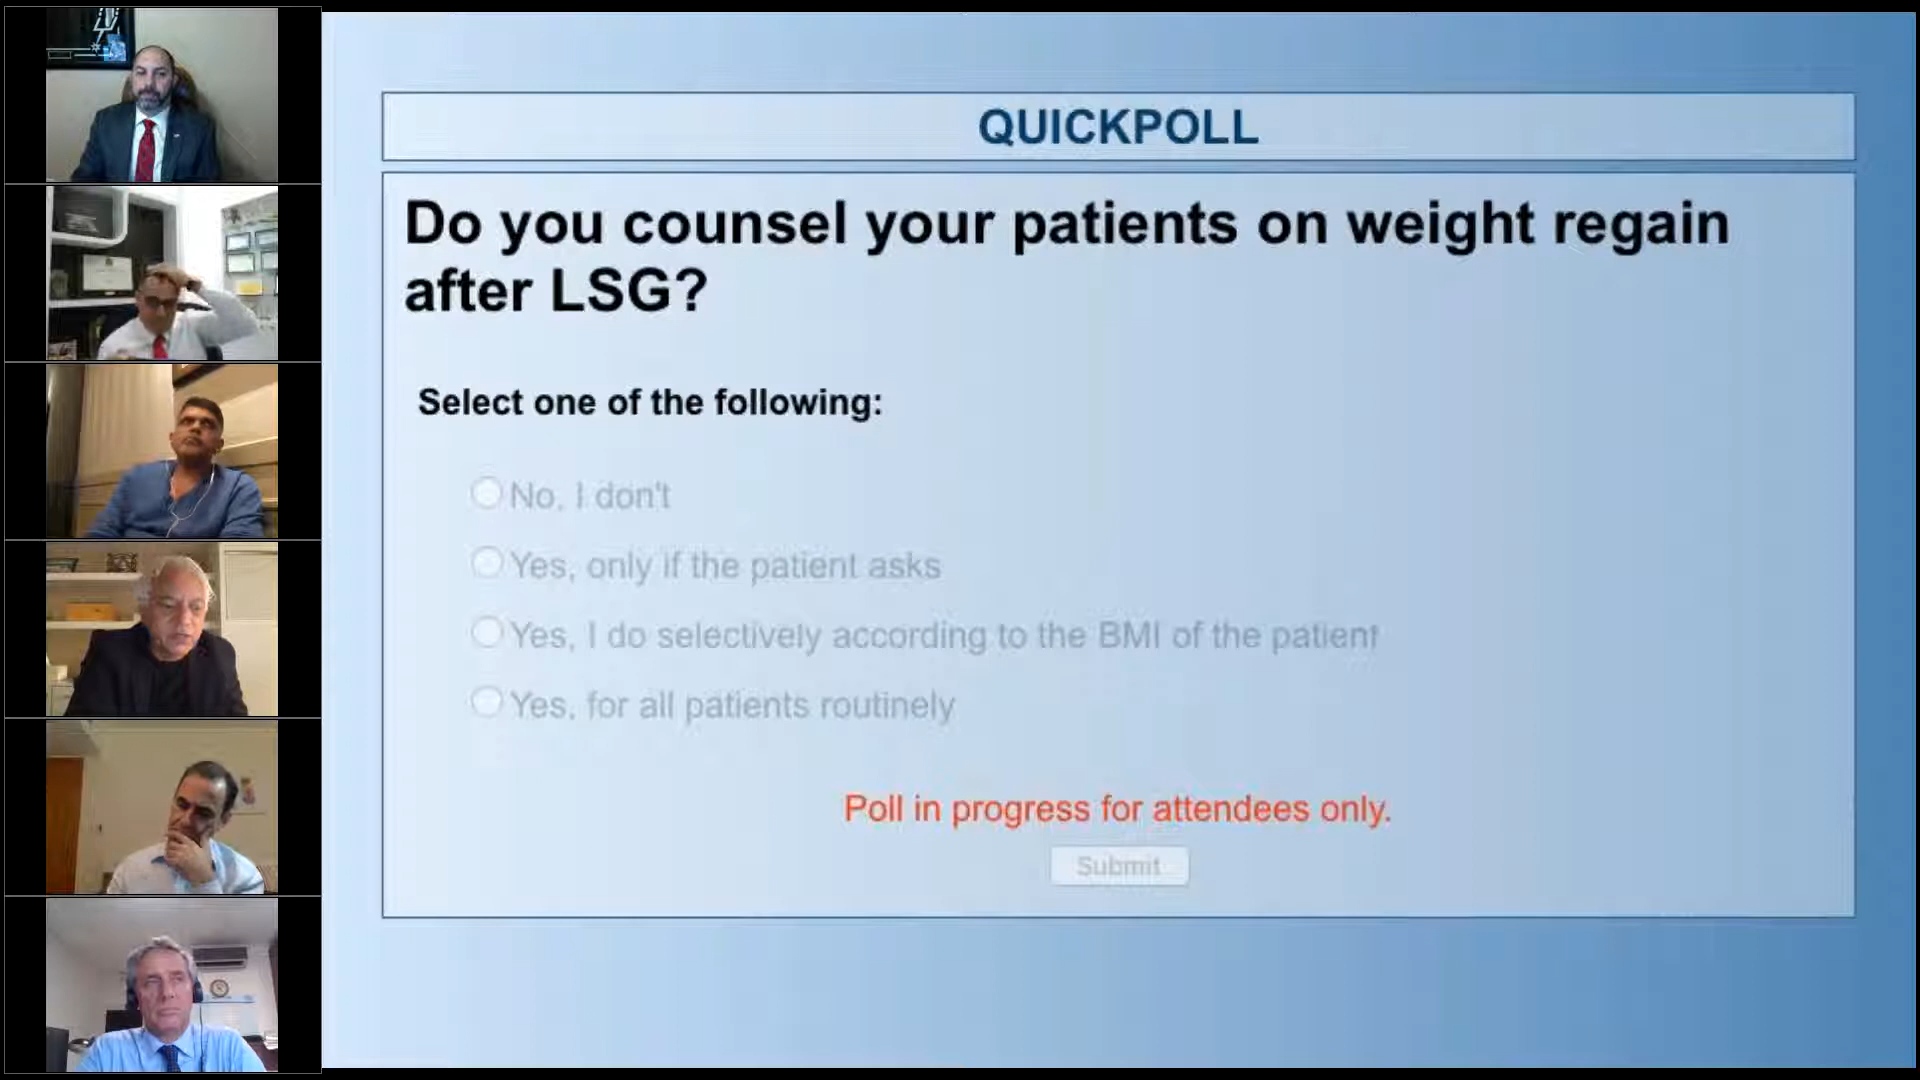 QUICKPOLL
Do you counsel your patients on weight regain
after LSG?
Select one of the following:
No, I don't
Yes, only if the patient asks
Yes, I do selectively according to the BMI of the patient
Yes, for all patients routinely
Poll in progress for attendees only.
Submit